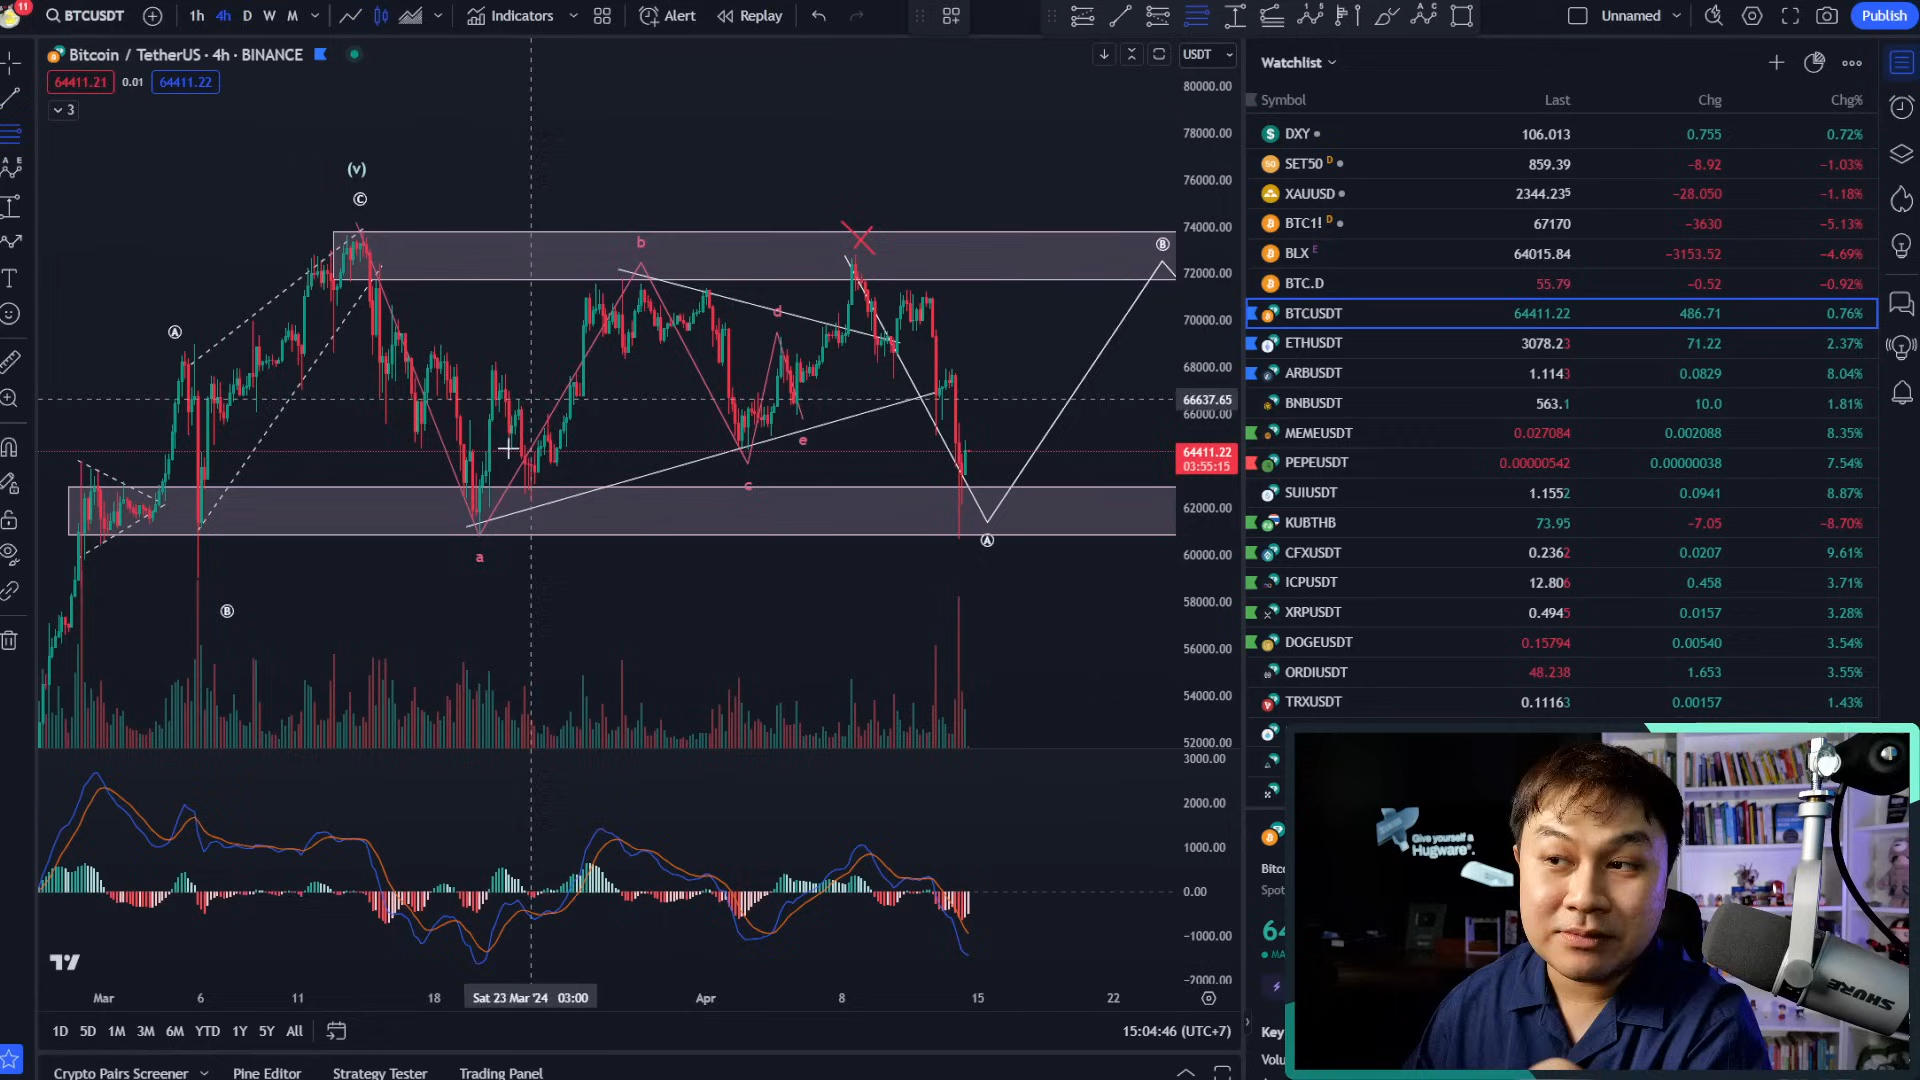 11
BTCUSDT
1h 4h D W M
Indicators
Alert
Replay
Unnamed
Publish
Bitcoin / TetherUS · 4h · BINANCE
64411.21 0.01 64411.22
3
USDT
80000.00
78000.00
76000.00
74000.00
72000.00
70000.00
68000.00
66637.65
66000.00
64411.22
03:55:15
62000.00
60000.00
58000.00
56000.00
54000.00
52000.00
3000.00
2000.00
1000.00
0.00
-1000.00
-2000.00
(v)
C
A
B
a
b
c
d
e
A
B
Mar 6 11 18 Sat 23 Mar '24 03:00 Apr 8 15 22
1D 5D 1M 3M 6M YTD 1Y 5Y All
15:04:46 (UTC+7)
Crypto Pairs Screener Pine Editor Strategy Tester Trading Panel
Watchlist
Symbol Last Chg Chg%
DXY 106.013 0.755 0.72%
SET50 D 859.39 −8.92 −1.03%
XAUUSD 2344.235 −28.050 −1.18%
BTC1! D 67170 −3630 −5.13%
BLX E 64015.84 −3153.52 −4.69%
BTC.D 55.79 −0.52 −0.92%
BTCUSDT 64411.22 486.71 0.76%
ETHUSDT 3078.23 71.22 2.37%
ARBUSDT 1.1143 0.0829 8.04%
BNBUSDT 563.1 10.0 1.81%
MEMEUSDT 0.027084 0.002088 8.35%
PEPEUSDT 0.00000542 0.00000038 7.54%
SUIUSDT 1.1552 0.0941 8.87%
KUBTHB 73.95 −7.05 −8.70%
CFXUSDT 0.2362 0.0207 9.61%
ICPUSDT 12.806 0.458 3.71%
XRPUSDT 0.4945 0.0157 3.28%
DOGEUSDT 0.15794 0.00540 3.54%
ORDIUSDT 48.238 1.653 3.55%
TRXUSDT 0.11163 0.00157 1.43%
Bitc
Spot
64
MA
Key
Volu
Give yourself a
Hugware®.
SHURE